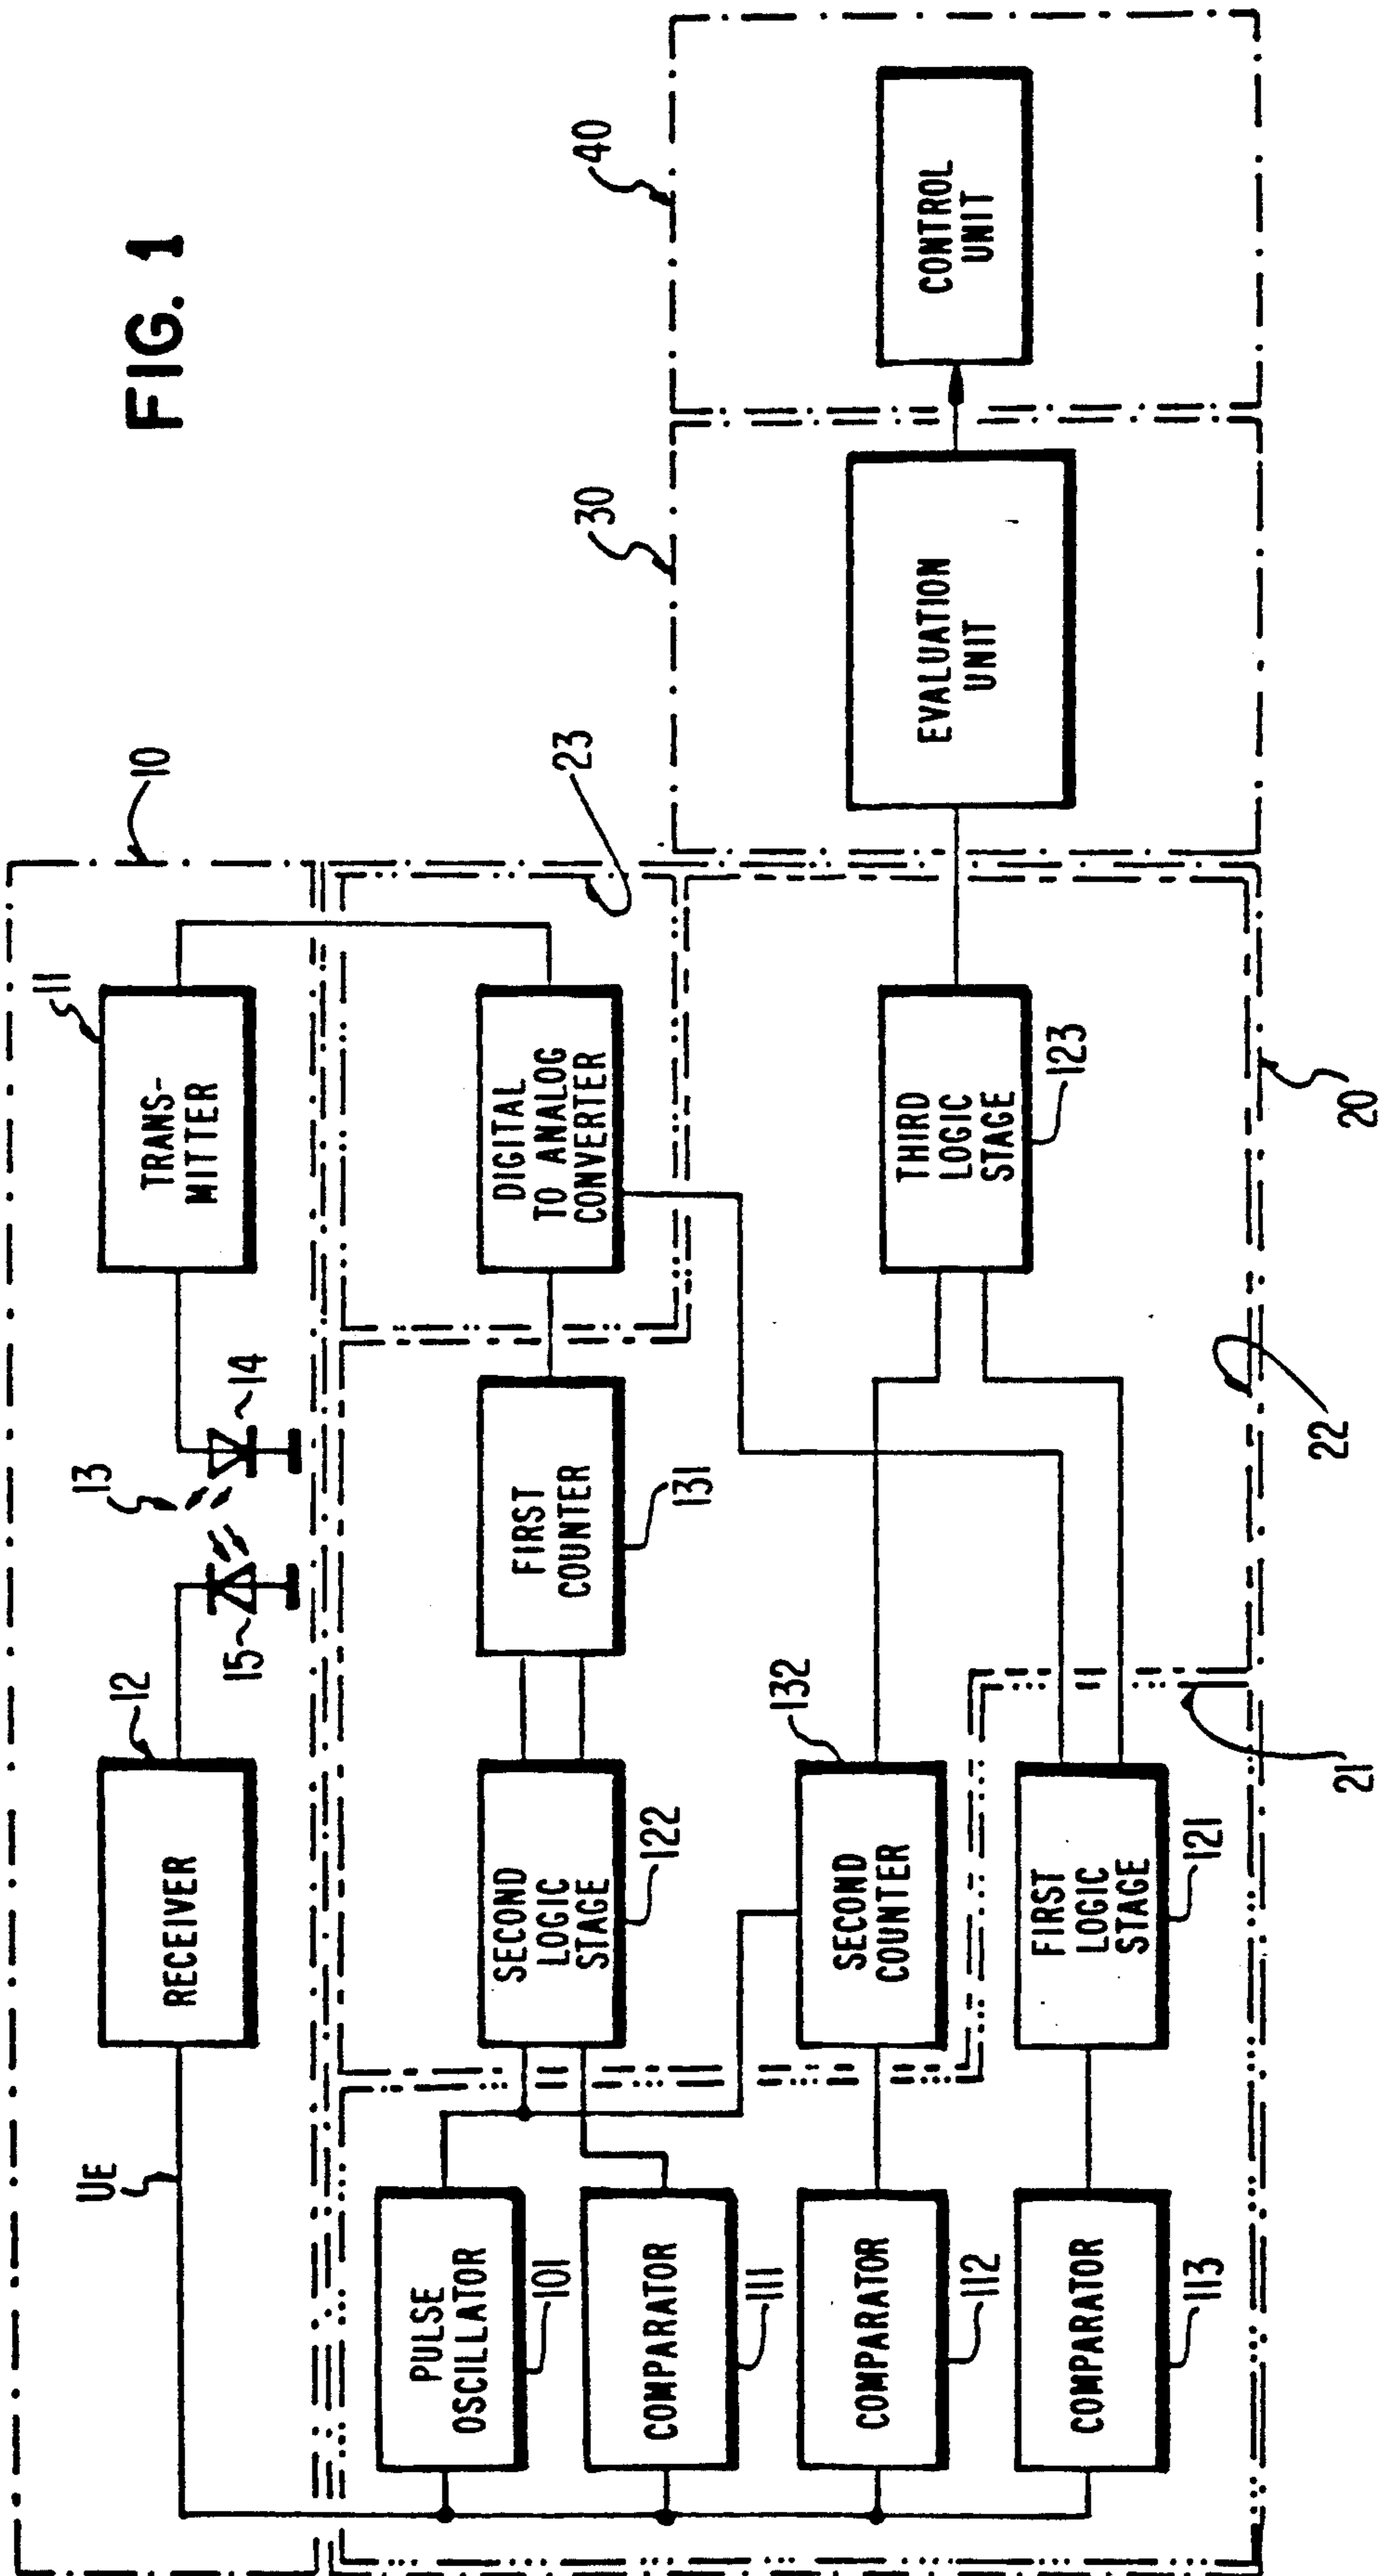 FIG. 1
10
11
TRANS-
MITTER
12
RECEIVER
13
14
15
UE
23
DIGITAL
TO ANALOG
CONVERTER
FIRST
COUNTER
131
SECOND
LOGIC
STAGE
122
PULSE
OSCILLATOR
101
COMPARATOR
111
COMPARATOR
112
COMPARATOR
113
SECOND
COUNTER
132
FIRST
LOGIC
STAGE
121
THIRD
LOGIC
STAGE
123
20
21
22
30
EVALUATION
UNIT
40
CONTROL
UNIT